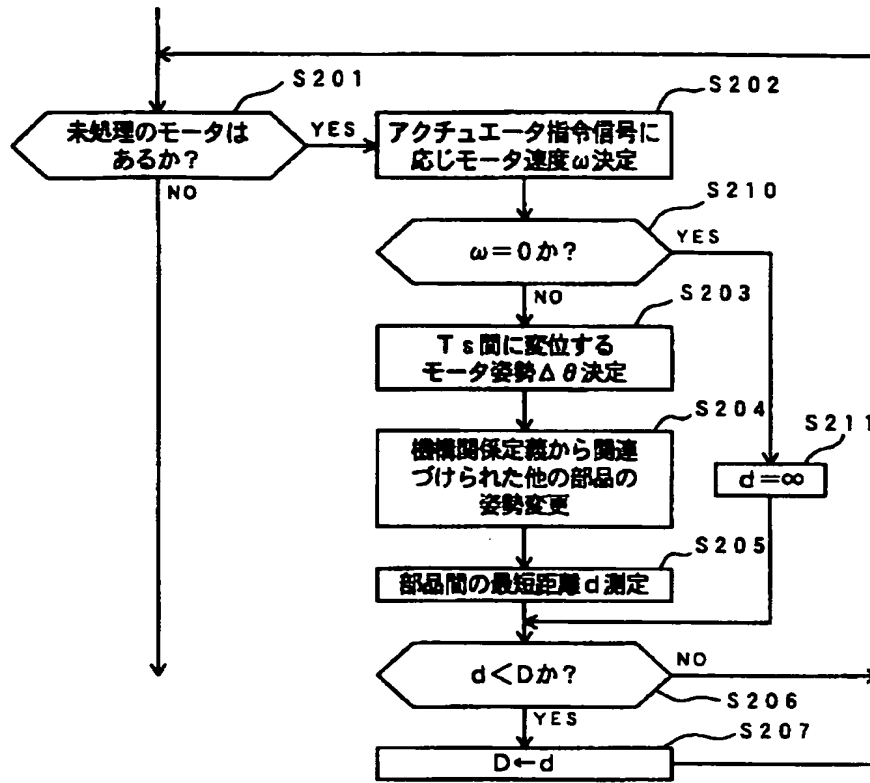 S201
未処理のモータは
あるか?
YES
NO
S202
アクチュエータ指令信号に
応じモータ速度ω決定
S210
ω=0か?
YES
NO
S203
Ts間に変位する
モータ姿勢Δθ決定
S204
機構関係定義から関連
づけられた他の部品の
姿勢変更
S211
d=∞
S205
部品間の最短距離d測定
d<Dか?
NO
S206
YES
S207
D←d